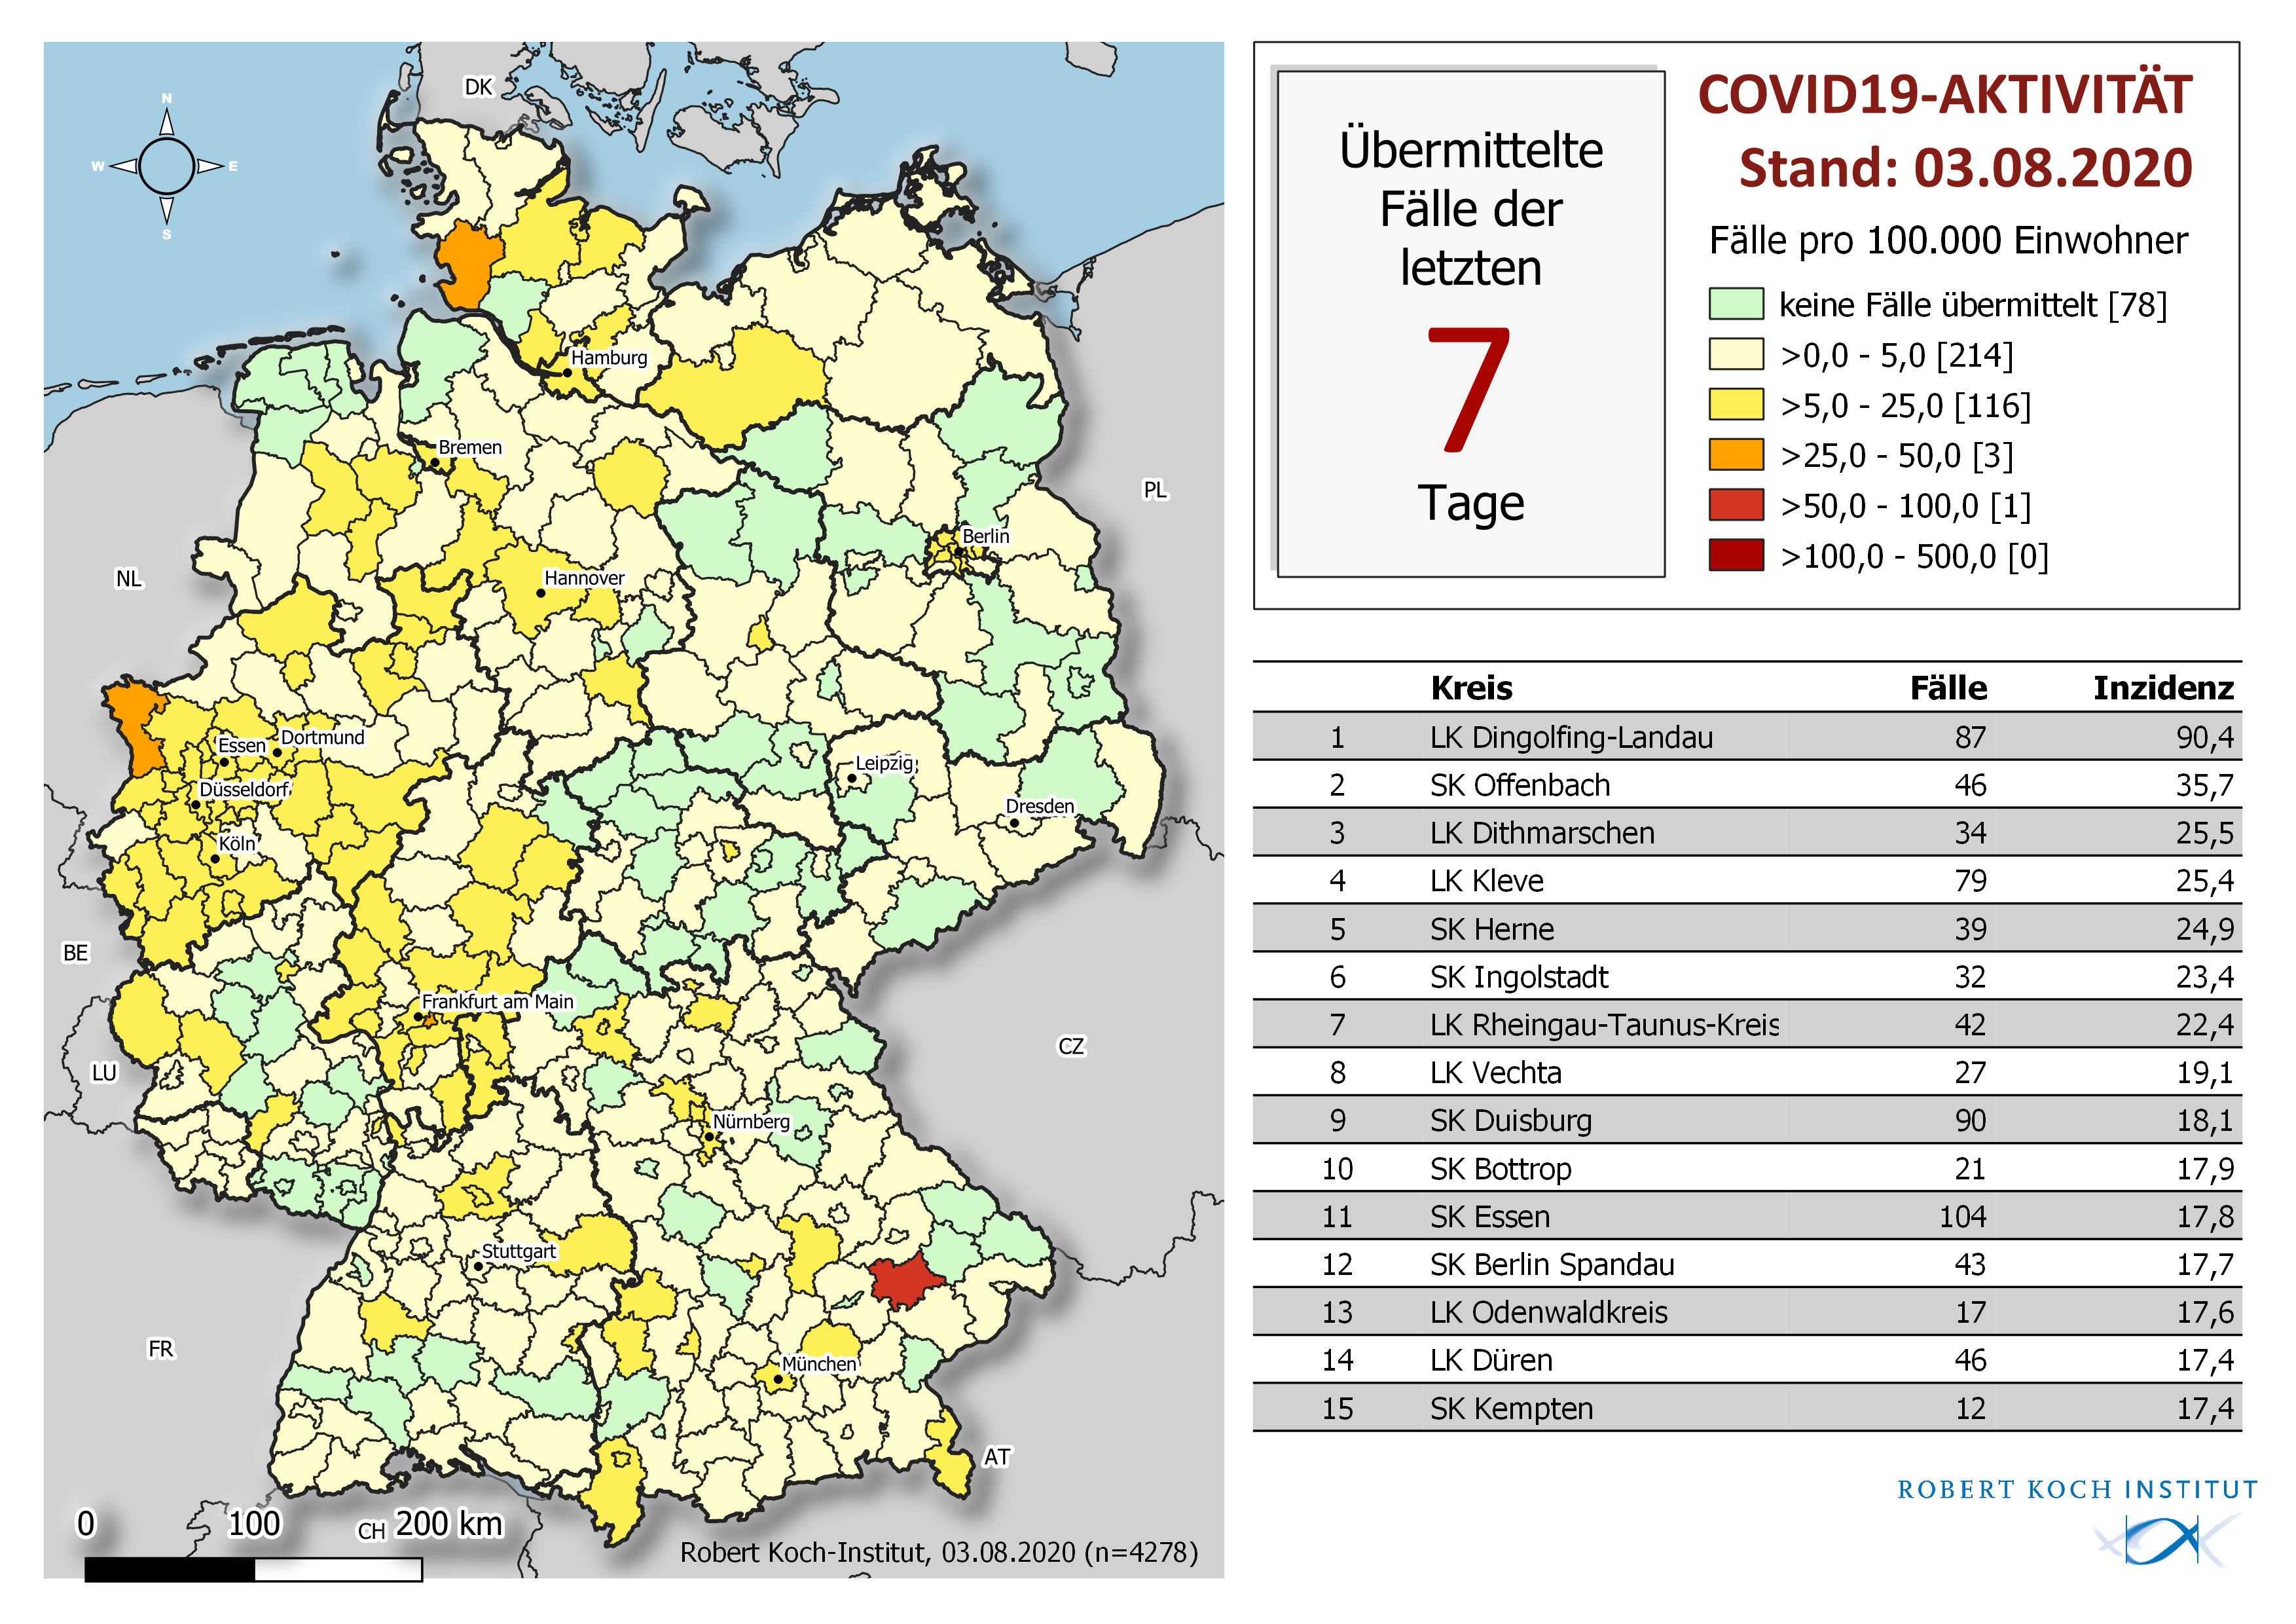 N
W
E
S
DK
PL
NL
BE
LU
FR
CH
AT
CZ
Hamburg
Bremen
Berlin
Hannover
Essen
Dortmund
Düsseldorf
Köln
Leipzig
Dresden
Frankfurt am Main
Nürnberg
Stuttgart
München
0 100 200 km
Robert Koch-Institut, 03.08.2020 (n=4278)
Übermittelte
Fälle der
letzten
7
Tage
COVID19-AKTIVITÄT
Stand: 03.08.2020
Fälle pro 100.000 Einwohner
keine Fälle übermittelt [78]
>0,0 - 5,0 [214]
>5,0 - 25,0 [116]
>25,0 - 50,0 [3]
>50,0 - 100,0 [1]
>100,0 - 500,0 [0]
Kreis Fälle Inzidenz
1 LK Dingolfing-Landau 87 90,4
2 SK Offenbach 46 35,7
3 LK Dithmarschen 34 25,5
4 LK Kleve 79 25,4
5 SK Herne 39 24,9
6 SK Ingolstadt 32 23,4
7 LK Rheingau-Taunus-Kreis 42 22,4
8 LK Vechta 27 19,1
9 SK Duisburg 90 18,1
10 SK Bottrop 21 17,9
11 SK Essen 104 17,8
12 SK Berlin Spandau 43 17,7
13 LK Odenwaldkreis 17 17,6
14 LK Düren 46 17,4
15 SK Kempten 12 17,4
ROBERT KOCH INSTITUT